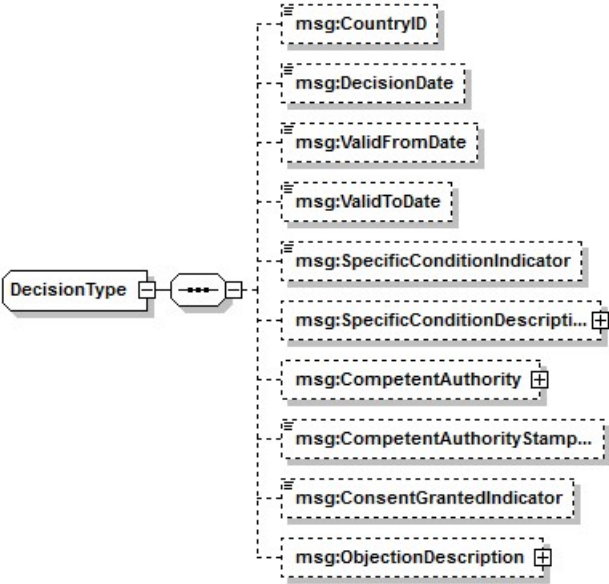 msg:CountryID
msg:DecisionDate
msg:ValidFromDate
msg:ValidToDate
msg:SpecificConditionIndicator
DecisionType
msg:SpecificConditionDescripti...
msg:CompetentAuthority
msg:CompetentAuthorityStamp...
msg:ConsentGrantedIndicator
msg:ObjectionDescription